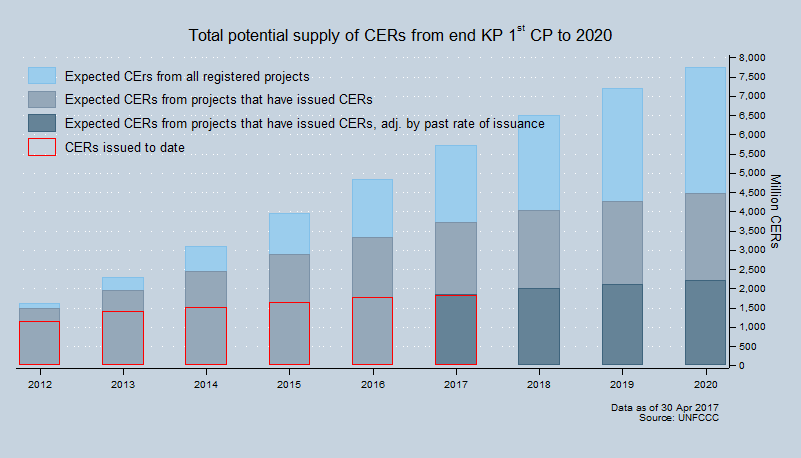 Total potential supply of CERs from end KP 1st CP to 2020
Expected CErs from all registered projects
Expected CERs from projects that have issued CERs
Expected CERs from projects that have issued CERs, adj. by past rate of issuance
CERs issued to date
8,000
7,500
7,000
6,500
6,000
5,500
5,000
4,500
4,000
3,500
3,000
2,500
2,000
1,500
1,000
500
0
Million CERs
2012 2013 2014 2015 2016 2017 2018 2019 2020
Data as of 30 Apr 2017
Source: UNFCCC